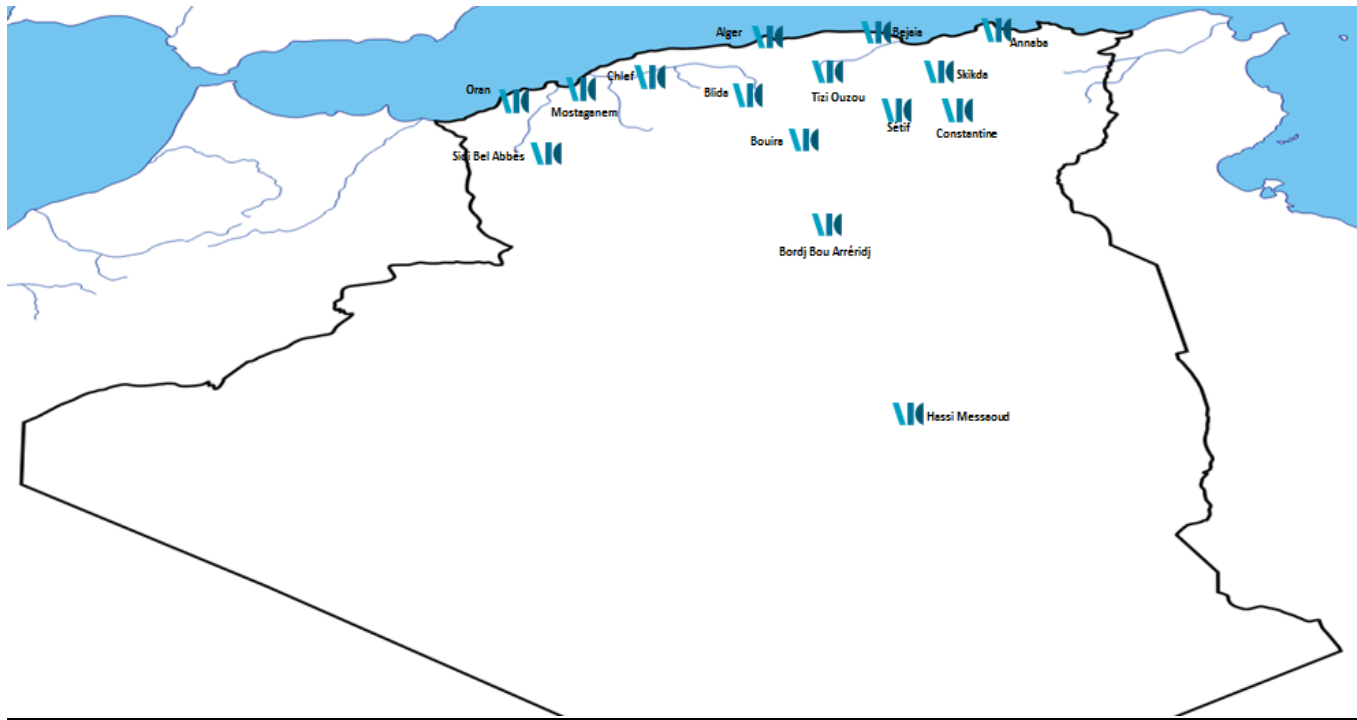 Alger
Bejaia
Annaba
Chlef
Skikda
Oran
Blida
Tizi Ouzou
Mostaganem
Sétif
Constantine
Bouira
Sidi Bel Abbès
Bordj Bou Arréridj
Hassi Messaoud